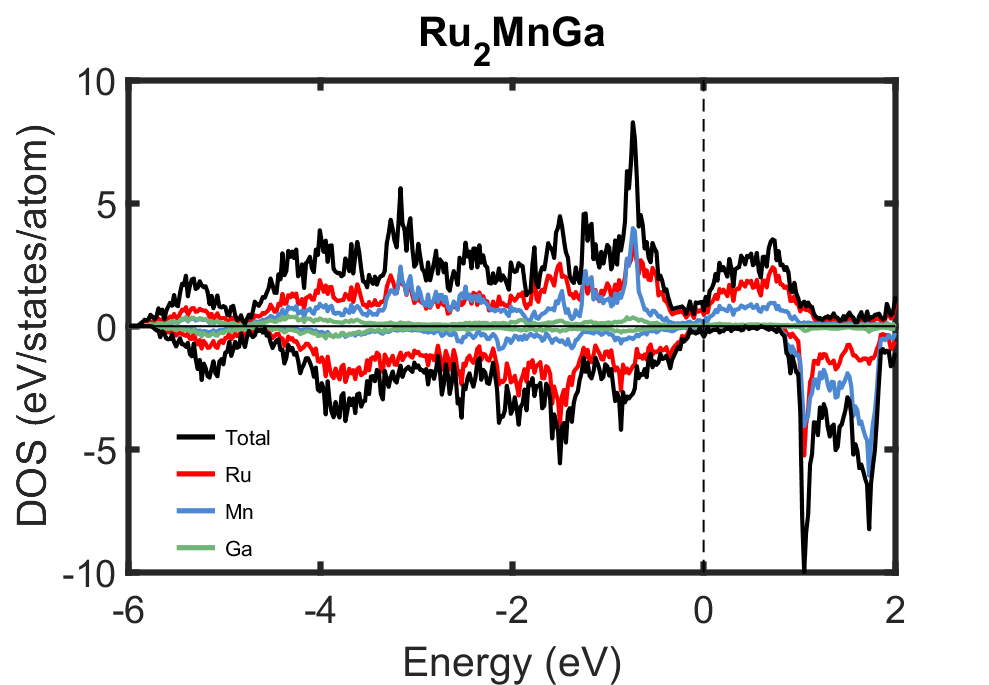 Ru2MnGa
10
5
0
-5
-10
DOS (eV/states/atom)
Total
Ru
Mn
Ga
-6 -4 -2 0 2
Energy (eV)